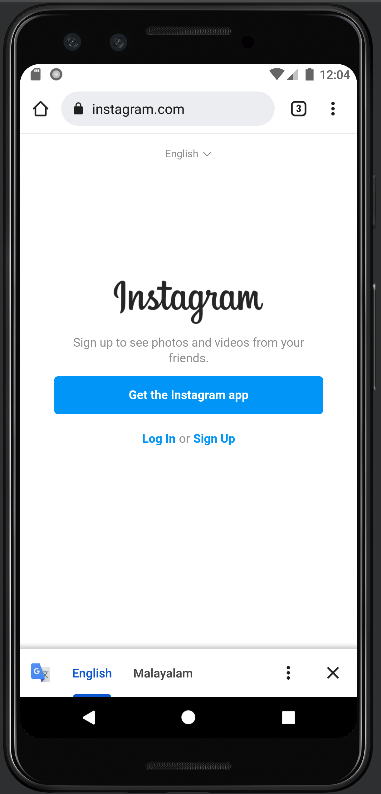 12:04
instagram.com
3
English
Instagram
Sign up to see photos and videos from your
friends.
Get the Instagram app
Log In or Sign Up
G
English Malayalam